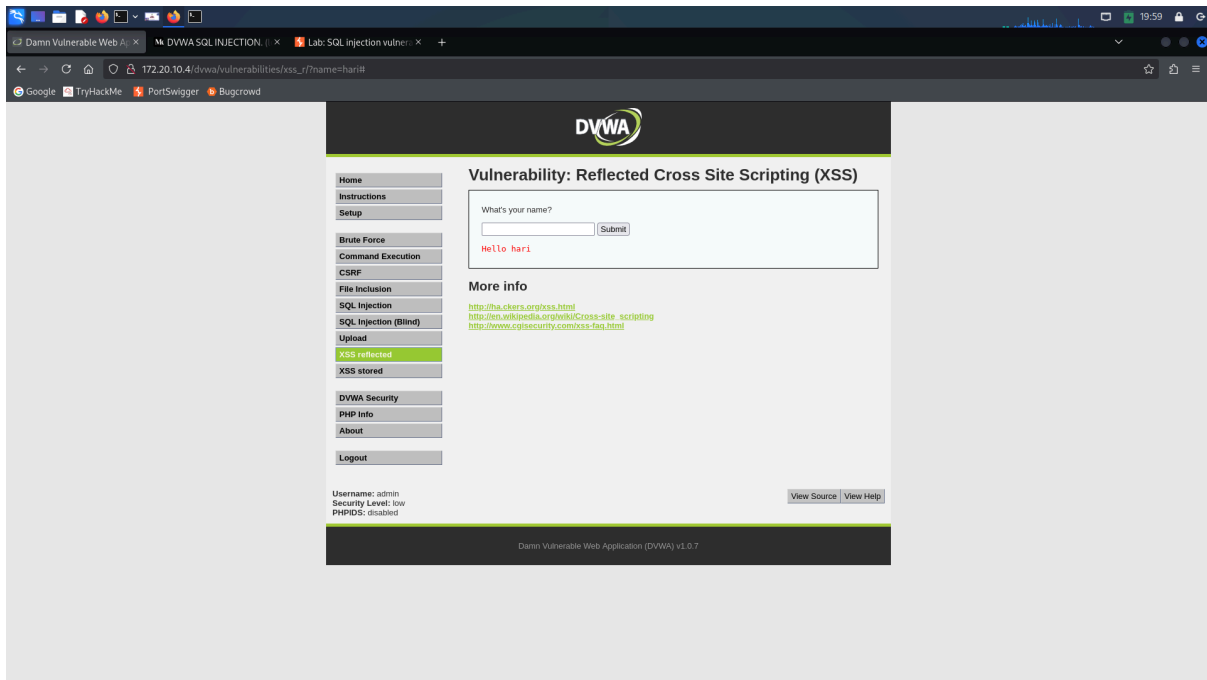 19:59
Damn Vulnerable Web Ap
DVWA SQL INJECTION. (
Lab: SQL injection vulnera
172.20.10.4/dvwa/vulnerabilities/xss_r/?name=hari#
Google TryHackMe PortSwigger Bugcrowd
DVWA
Home
Instructions
Setup
Brute Force
Command Execution
CSRF
File Inclusion
SQL Injection
SQL Injection (Blind)
Upload
XSS reflected
XSS stored
DVWA Security
PHP Info
About
Logout
Vulnerability: Reflected Cross Site Scripting (XSS)
What's your name?
Submit
Hello hari
More info
http://ha.ckers.org/xss.html
http://en.wikipedia.org/wiki/Cross-site_scripting
http://www.cgisecurity.com/xss-faq.html
Username: admin
Security Level: low
PHPIDS: disabled
View Source View Help
Damn Vulnerable Web Application (DVWA) v1.0.7